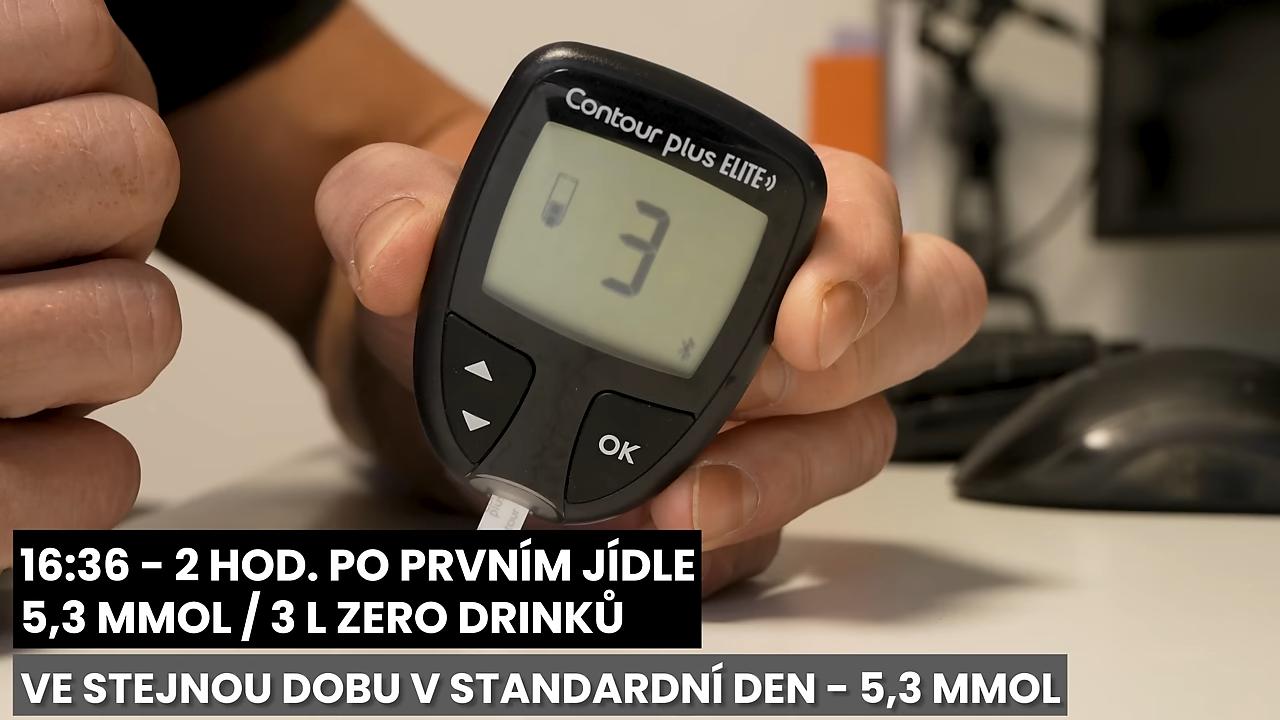 Contour plus ELITE
3
OK
plus
16:36 – 2 HOD. PO PRVNÍM JÍDLE
5,3 MMOL / 3 L ZERO DRINKŮ
VE STEJNOU DOBU V STANDARDNÍ DEN – 5,3 MMOL